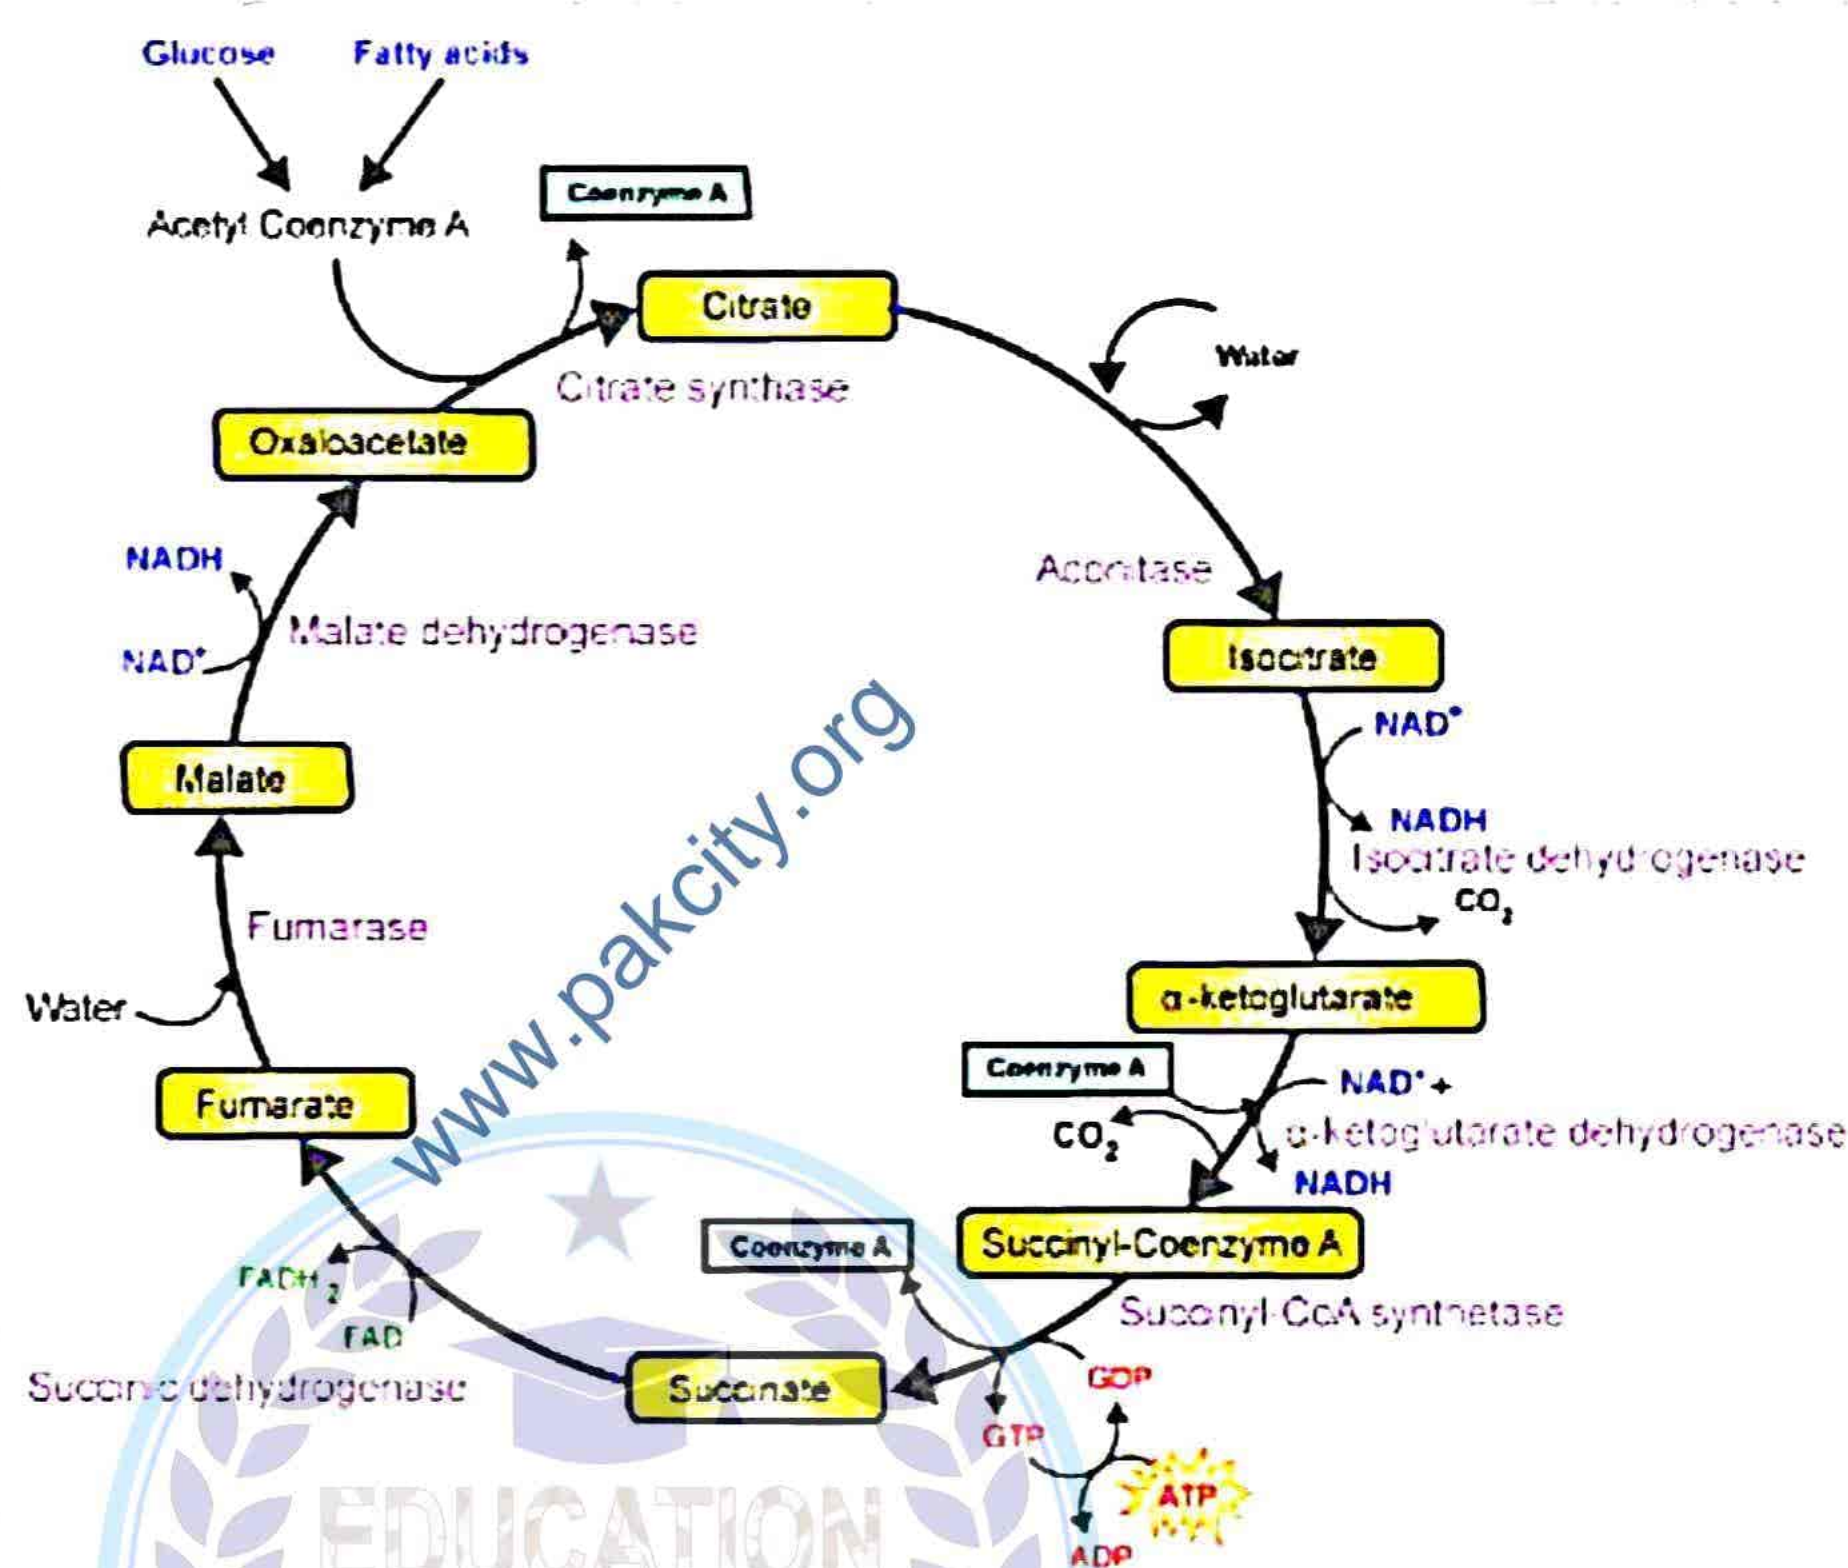 Glucose
Fatty acids
Acetyl Coenzyme A
Coenzyme A
Citrate
Water
Citrate synthase
Oxaloacetate
NADH
Malate dehydrogenase
NAD⁺
Aconitase
Isocitrate
NAD⁺
NADH
Isocitrate dehydrogenase
CO₂
Malate
Fumarase
Water
α-ketoglutarate
Coenzyme A
NAD⁺+
CO₂
α-ketoglutarate dehydrogenase
NADH
Fumarate
Succinyl-Coenzyme A
Coenzyme A
Succinyl-CoA synthetase
FADH₂
FAD
Succinic dehydrogenase
Succinate
GDP
GTP
ATP
ADP
www.pakcity.org
EDUCATION